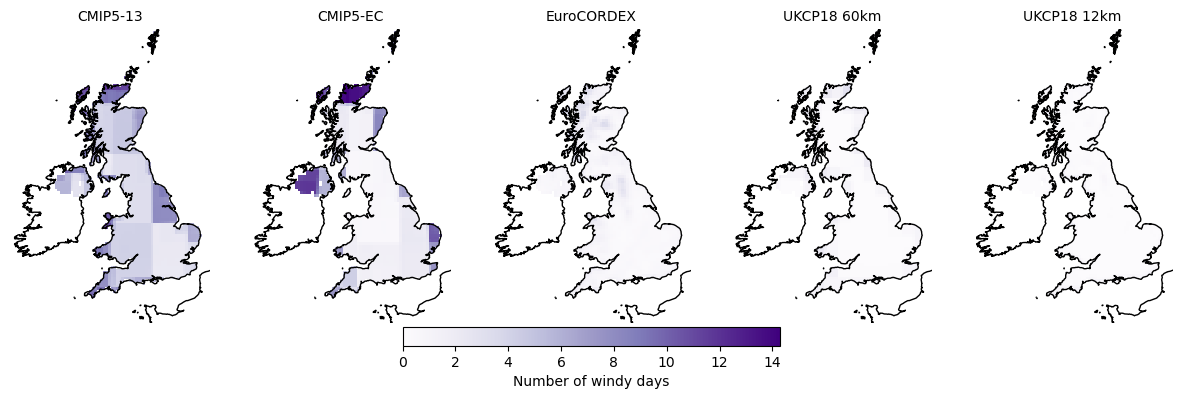 CMIP5-13 CMIP5-EC EuroCORDEX UKCP18 60km UKCP18 12km
0 2 4 6 8 10 12 14
Number of windy days